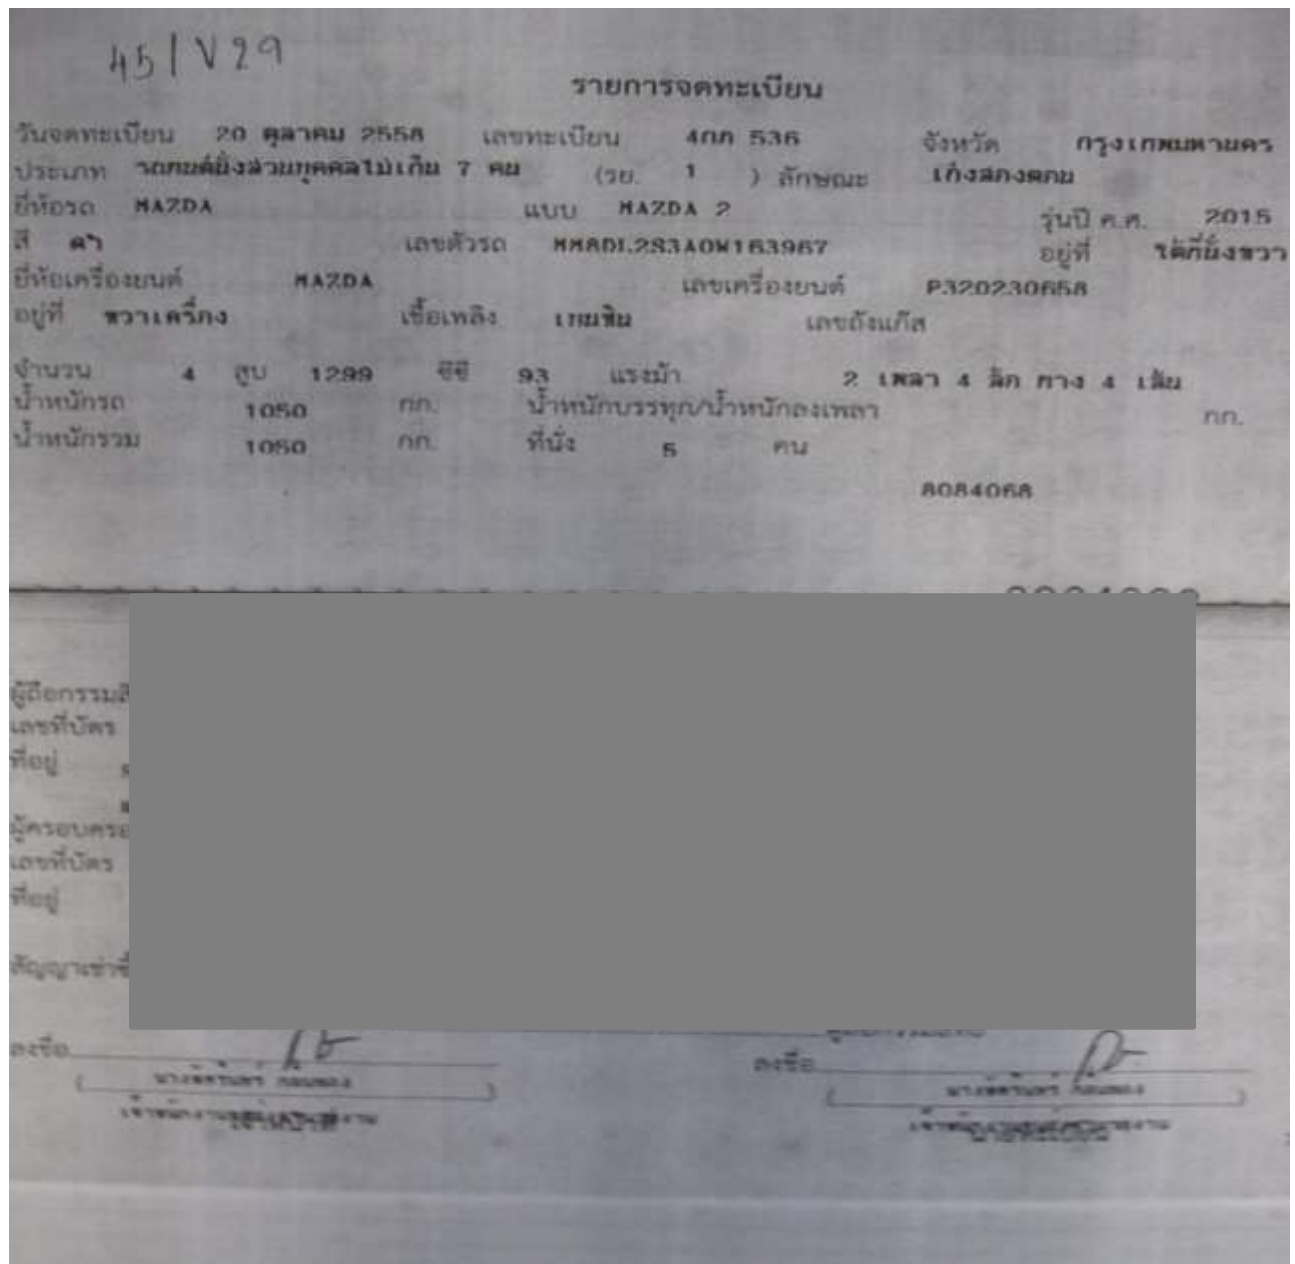 45/V29
รายการจดทะเบียน
วันจดทะเบียน 20 ตุลาคม 2558 เลขทะเบียน 4กก 536 จังหวัด กรุงเทพมหานคร
ประเภท รถยนต์นั่งส่วนบุคคลไม่เกิน 7 คน (รย. 1 ) ลักษณะ เก๋งสองตอน
ยี่ห้อรถ MAZDA แบบ MAZDA 2 รุ่นปี ค.ศ. 2015
สี ดำ เลขตัวรถ MM8DL2S3A0W163967 อยู่ที่ ใต้ที่นั่งขวา
ยี่ห้อเครื่องยนต์ MAZDA เลขเครื่องยนต์ P320230658
อยู่ที่ ขวาเครื่อง เชื้อเพลิง เบนซิน เลขถังแก๊ส
จำนวน 4 สูบ 1299 ซีซี 93 แรงม้า 2 เพลา 4 ล้อ ยาง 4 เส้น
น้ำหนักรถ 1050 กก. น้ำหนักบรรทุก/น้ำหนักลงเพลา กก.
น้ำหนักรวม 1050 กก. ที่นั่ง 5 คน
8084068
ผู้ถือกรรมสิ
เลขที่บัตร
ที่อยู่
ผู้ครอบครอ
เลขที่บัตร
ที่อยู่
สัญญาเช่าซื้
ลงชื่อ ลงชื่อ